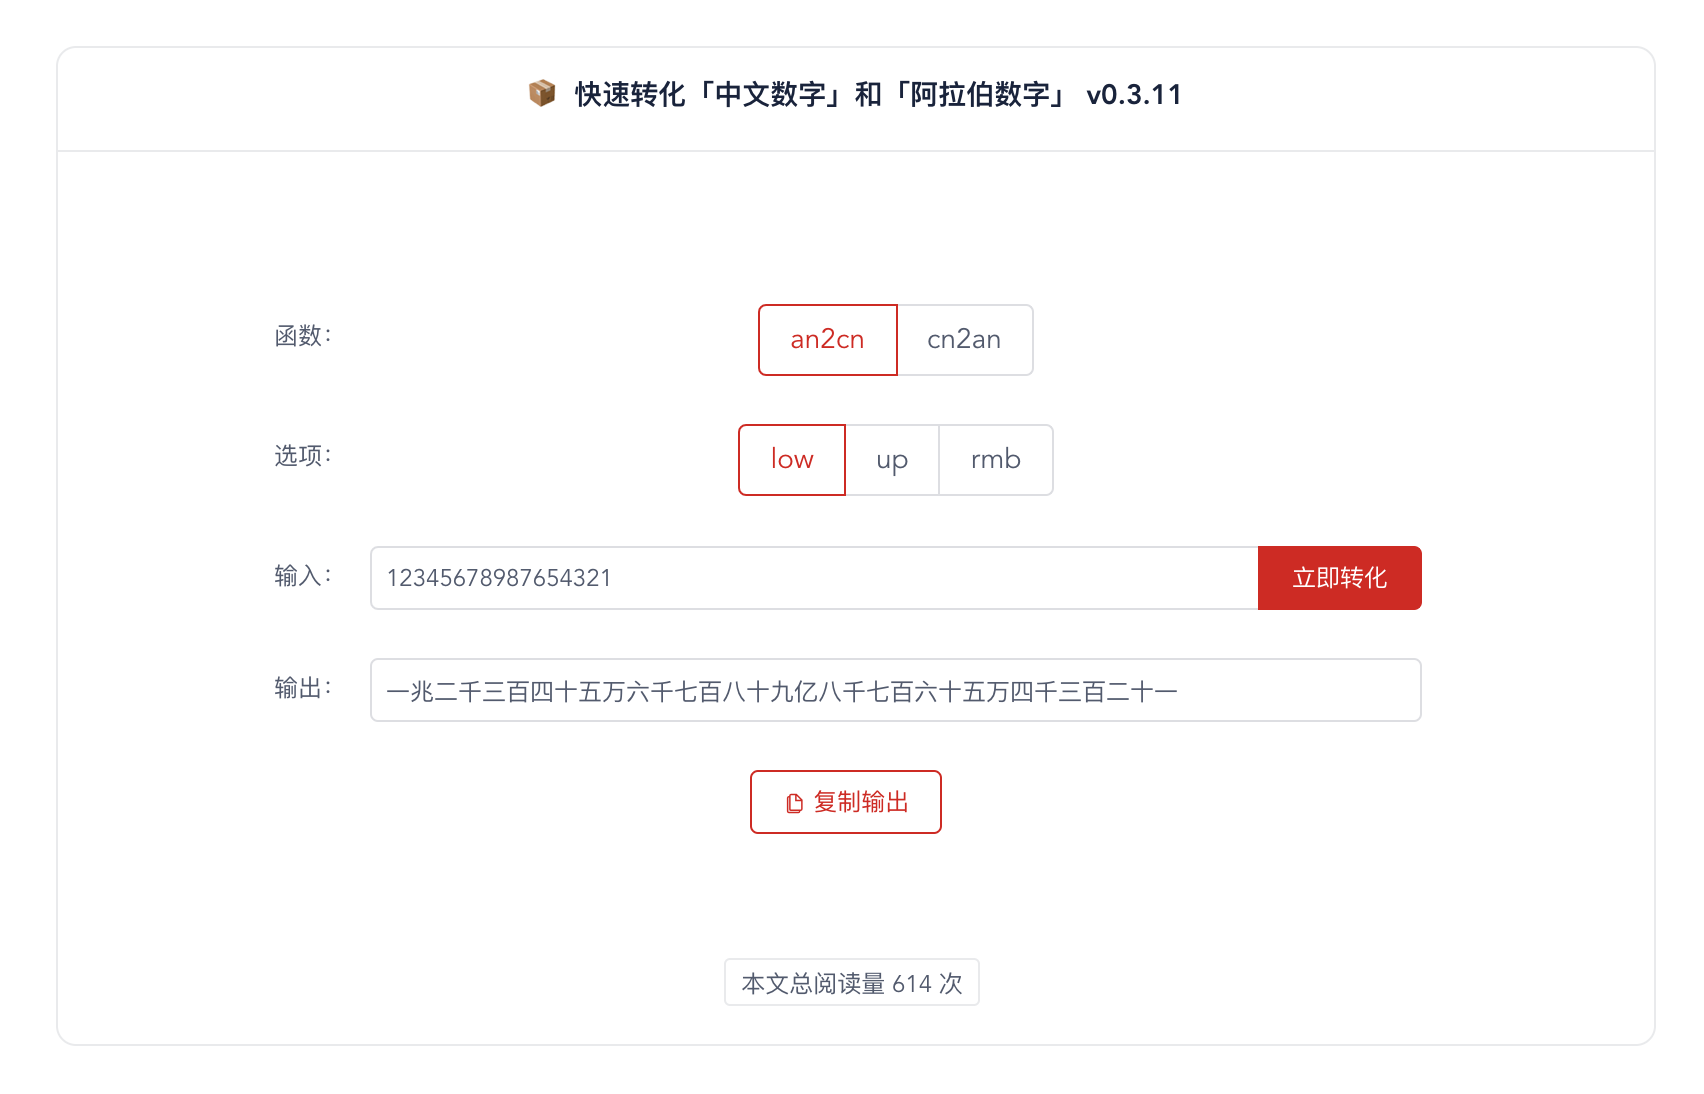 📦 快速转化「中文数字」和「阿拉伯数字」 v0.3.11
函数: an2cn cn2an
选项: low up rmb
输入: 12345678987654321 立即转化
输出: 一兆二千三百四十五万六千七百八十九亿八千七百六十五万四千三百二十一
复制输出
本文总阅读量 614 次